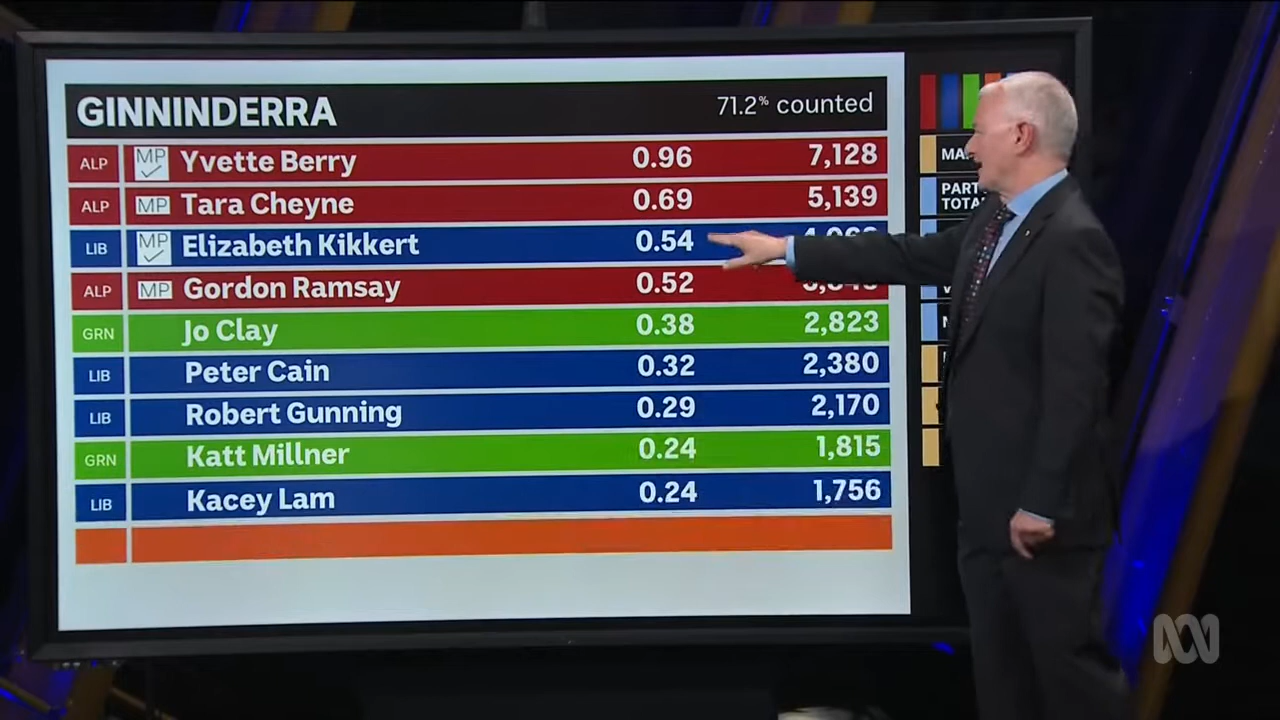 GINNINDERRA 71.2% counted
ALP MP Yvette Berry 0.96 7,128
ALP MP Tara Cheyne 0.69 5,139
LIB MP Elizabeth Kikkert 0.54
ALP MP Gordon Ramsay 0.52
GRN Jo Clay 0.38 2,823
LIB Peter Cain 0.32 2,380
LIB Robert Gunning 0.29 2,170
GRN Katt Millner 0.24 1,815
LIB Kacey Lam 0.24 1,756